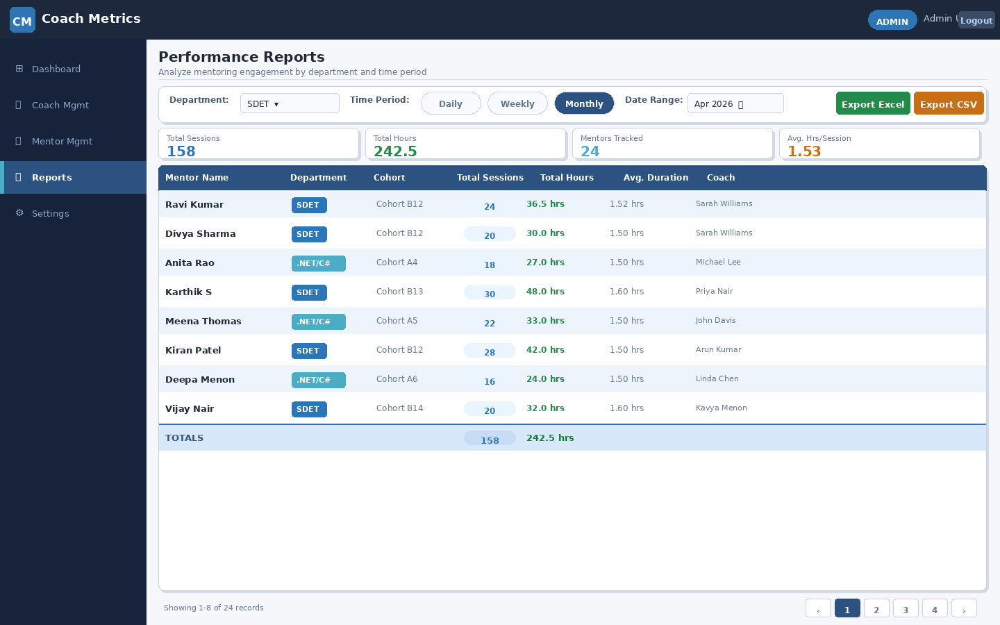 CM Coach Metrics ADMIN Admin U Logout
Dashboard
Coach Mgmt
Mentor Mgmt
Reports
Settings
Performance Reports
Analyze mentoring engagement by department and time period
Department: SDET ▾ Time Period: Daily Weekly Monthly Date Range: Apr 2026 Export Excel Export CSV
Total Sessions Total Hours Mentors Tracked Avg. Hrs/Session
158 242.5 24 1.53
Mentor Name Department Cohort Total Sessions Total Hours Avg. Duration Coach
Ravi Kumar SDET Cohort B12 24 36.5 hrs 1.52 hrs Sarah Williams
Divya Sharma SDET Cohort B12 20 30.0 hrs 1.50 hrs Sarah Williams
Anita Rao .NET/C# Cohort A4 18 27.0 hrs 1.50 hrs Michael Lee
Karthik S SDET Cohort B13 30 48.0 hrs 1.60 hrs Priya Nair
Meena Thomas .NET/C# Cohort A5 22 33.0 hrs 1.50 hrs John Davis
Kiran Patel SDET Cohort B12 28 42.0 hrs 1.50 hrs Arun Kumar
Deepa Menon .NET/C# Cohort A6 16 24.0 hrs 1.50 hrs Linda Chen
Vijay Nair SDET Cohort B14 20 32.0 hrs 1.60 hrs Kavya Menon
TOTALS 158 242.5 hrs
Showing 1-8 of 24 records ‹ 1 2 3 4 ›